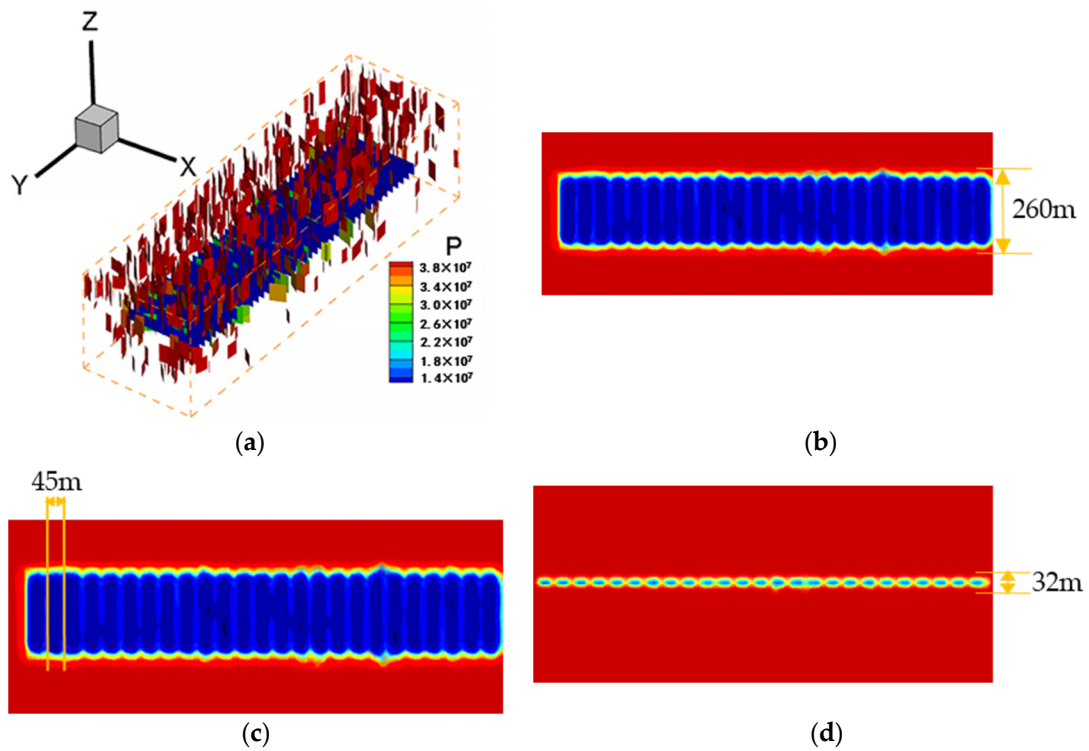 Z
Y
X
P
3.8×10⁷
3.4×10⁷
3.0×10⁷
2.6×10⁷
2.2×10⁷
1.8×10⁷
1.4×10⁷
260m
(a)
(b)
45m
32m
(c)
(d)